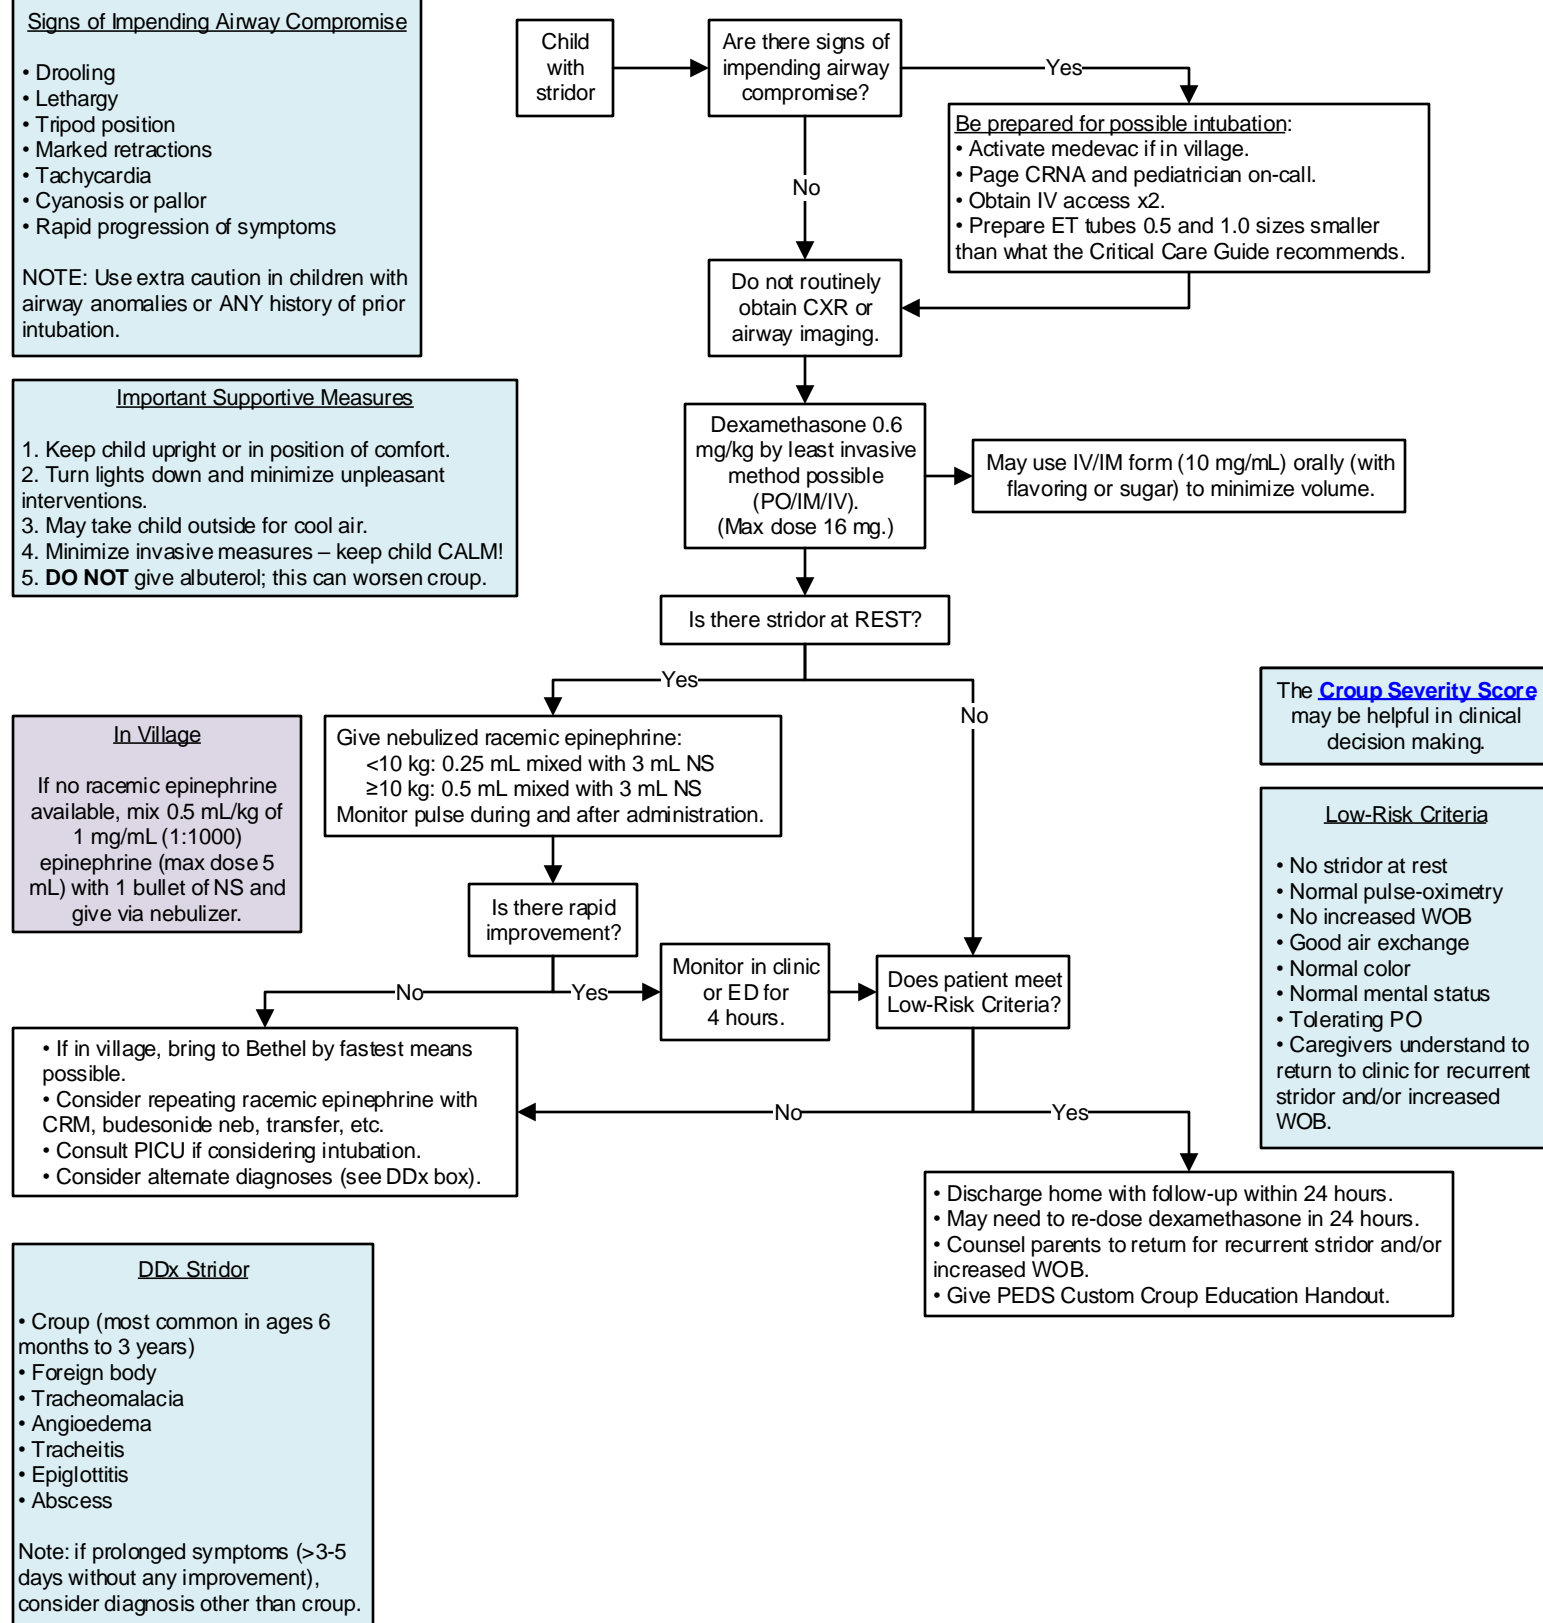 Signs of Impending Airway Compromise
• Drooling
• Lethargy
• Tripod position
• Marked retractions
• Tachycardia
• Cyanosis or pallor
• Rapid progression of symptoms
NOTE: Use extra caution in children with
airway anomalies or ANY history of prior
intubation.
Child
with
stridor
Are there signs of
impending airway
compromise?
Yes
No
Be prepared for possible intubation:
• Activate medevac if in village.
• Page CRNA and pediatrician on-call.
• Obtain IV access x2.
• Prepare ET tubes 0.5 and 1.0 sizes smaller
than what the Critical Care Guide recommends.
Do not routinely
obtain CXR or
airway imaging.
Important Supportive Measures
1. Keep child upright or in position of comfort.
2. Turn lights down and minimize unpleasant
interventions.
3. May take child outside for cool air.
4. Minimize invasive measures – keep child CALM!
5. DO NOT give albuterol; this can worsen croup.
Dexamethasone 0.6
mg/kg by least invasive
method possible
(PO/IM/IV).
(Max dose 16 mg.)
May use IV/IM form (10 mg/mL) orally (with
flavoring or sugar) to minimize volume.
Is there stridor at REST?
Yes
No
The Croup Severity Score
may be helpful in clinical
decision making.
In Village
If no racemic epinephrine
available, mix 0.5 mL/kg of
1 mg/mL (1:1000)
epinephrine (max dose 5
mL) with 1 bullet of NS and
give via nebulizer.
Give nebulized racemic epinephrine:
<10 kg: 0.25 mL mixed with 3 mL NS
≥10 kg: 0.5 mL mixed with 3 mL NS
Monitor pulse during and after administration.
Low-Risk Criteria
• No stridor at rest
• Normal pulse-oximetry
• No increased WOB
• Good air exchange
• Normal color
• Normal mental status
• Tolerating PO
• Caregivers understand to
return to clinic for recurrent
stridor and/or increased
WOB.
Is there rapid
improvement?
No
Yes
Monitor in clinic
or ED for
4 hours.
Does patient meet
Low-Risk Criteria?
No
Yes
• If in village, bring to Bethel by fastest means
possible.
• Consider repeating racemic epinephrine with
CRM, budesonide neb, transfer, etc.
• Consult PICU if considering intubation.
• Consider alternate diagnoses (see DDx box).
• Discharge home with follow-up within 24 hours.
• May need to re-dose dexamethasone in 24 hours.
• Counsel parents to return for recurrent stridor and/or
increased WOB.
• Give PEDS Custom Croup Education Handout.
DDx Stridor
• Croup (most common in ages 6
months to 3 years)
• Foreign body
• Tracheomalacia
• Angioedema
• Tracheitis
• Epiglottitis
• Abscess
Note: if prolonged symptoms (>3-5
days without any improvement),
consider diagnosis other than croup.